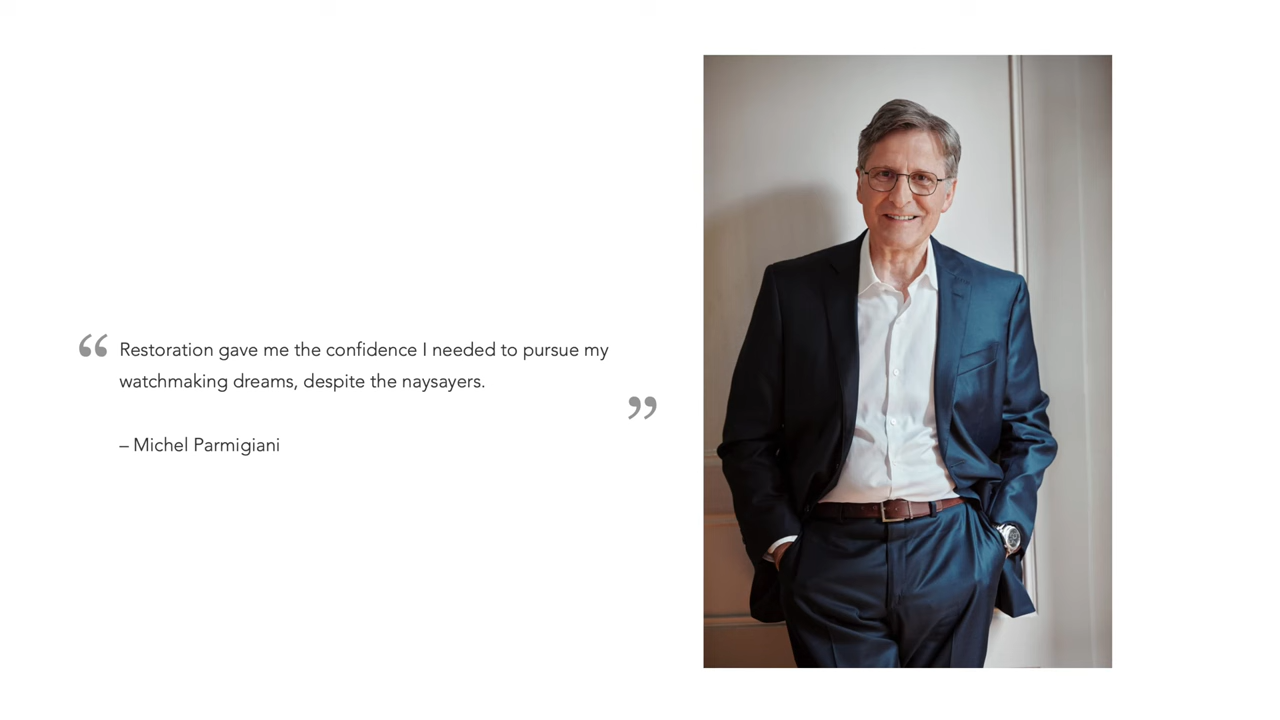 “Restoration gave me the confidence I needed to pursue my
watchmaking dreams, despite the naysayers.
”
– Michel Parmigiani